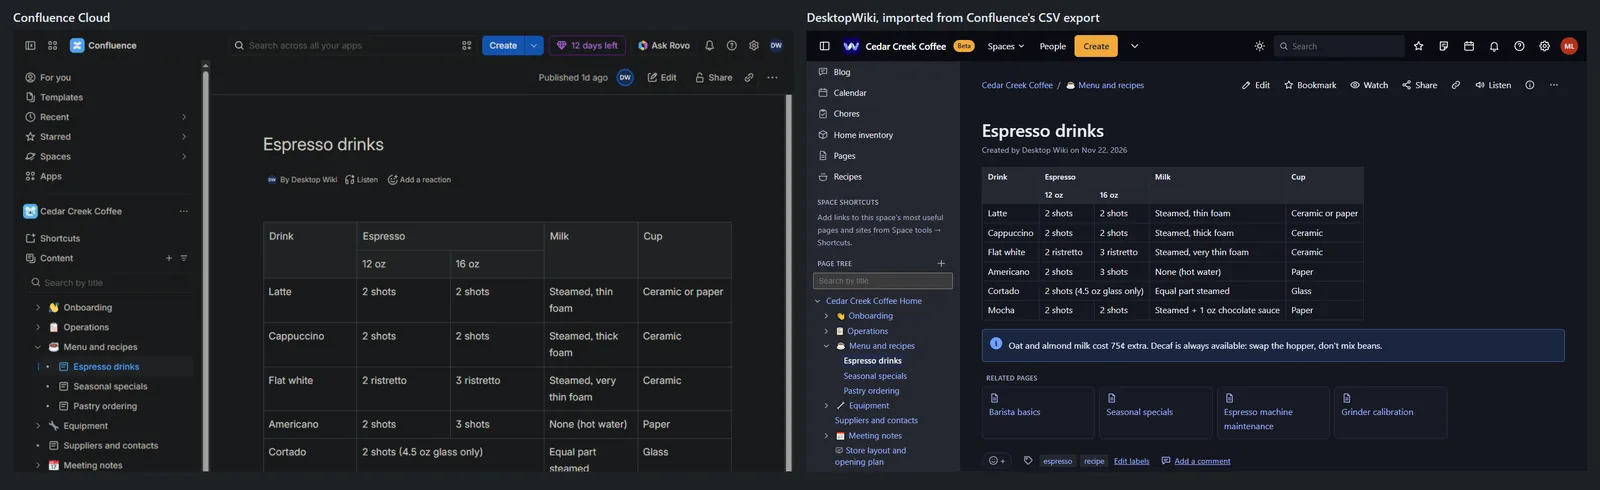 Confluence Cloud
Confluence
Search across all your apps
Create
12 days left
Ask Rovo
DW
For you
Templates
Recent
Starred
Spaces
Apps
Cedar Creek Coffee
Shortcuts
Content
Search by title
Onboarding
Operations
Menu and recipes
Espresso drinks
Seasonal specials
Pastry ordering
Equipment
Suppliers and contacts
Meeting notes
Published 1d ago
DW
Edit
Share
Espresso drinks
DW By Desktop Wiki Listen Add a reaction
Drink Espresso Milk Cup
12 oz 16 oz
Latte 2 shots 2 shots Steamed, thin foam Ceramic or paper
Cappuccino 2 shots 2 shots Steamed, thick foam Ceramic
Flat white 2 ristretto 3 ristretto Steamed, very thin foam Ceramic
Americano 2 shots 3 shots None (hot water) Paper
Cortado 2 shots (4.5 oz glass only) Equal part steamed Glass
DesktopWiki, imported from Confluence's CSV export
Cedar Creek Coffee Beta Spaces People Create
Search
ML
Blog
Calendar
Chores
Home inventory
Pages
Recipes
SPACE SHORTCUTS
Add links to this space's most useful
pages and sites from Space tools →
Shortcuts.
PAGE TREE
Search by title
Cedar Creek Coffee Home
Onboarding
Operations
Menu and recipes
Espresso drinks
Seasonal specials
Pastry ordering
Equipment
Suppliers and contacts
Meeting notes
Store layout and
opening plan
Cedar Creek Coffee / Menu and recipes
Edit Bookmark Watch Share Listen
Espresso drinks
Created by Desktop Wiki on Nov 22, 2026
Drink Espresso Milk Cup
12 oz 16 oz
Latte 2 shots 2 shots Steamed, thin foam Ceramic or paper
Cappuccino 2 shots 2 shots Steamed, thick foam Ceramic
Flat white 2 ristretto 3 ristretto Steamed, very thin foam Ceramic
Americano 2 shots 3 shots None (hot water) Paper
Cortado 2 shots (4.5 oz glass only) Equal part steamed Glass
Mocha 2 shots 2 shots Steamed + 1 oz chocolate sauce Paper
Oat and almond milk cost 75¢ extra. Decaf is always available: swap the hopper, don't mix beans.
RELATED PAGES
Barista basics
Seasonal specials
Espresso machine
maintenance
Grinder calibration
espresso recipe Edit labels Add a comment